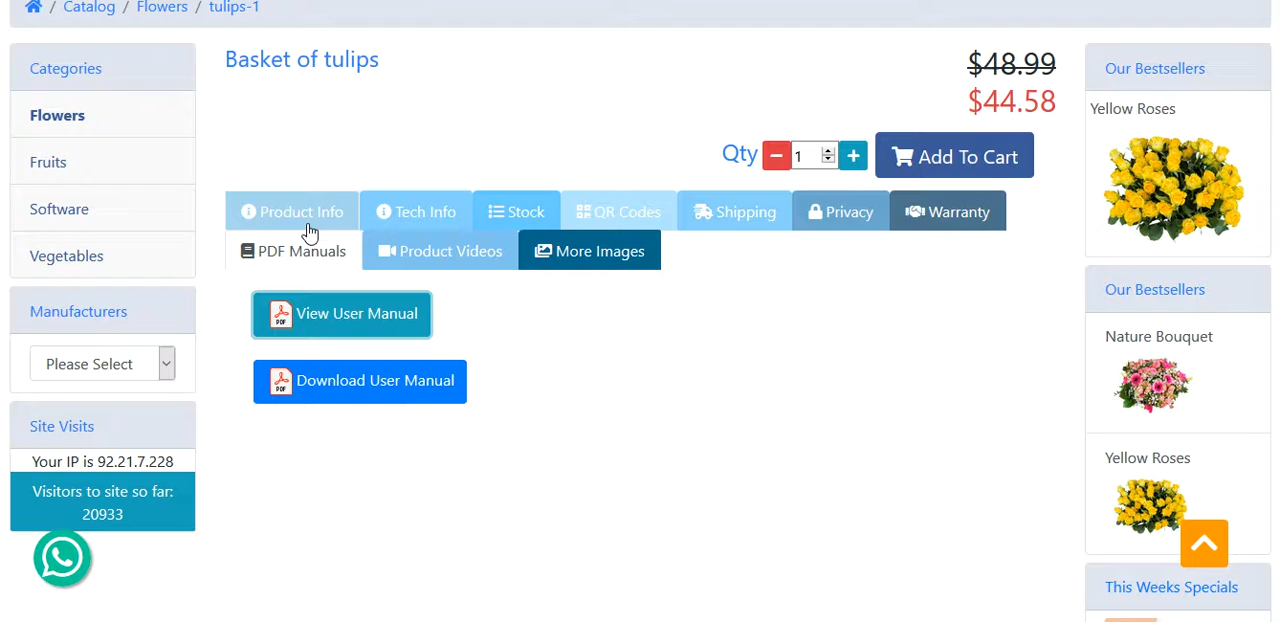 / Catalog / Flowers / tulips-1
Categories
Flowers
Fruits
Software
Vegetables
Manufacturers
Please Select
Site Visits
Your IP is 92.21.7.228
Visitors to site so far:
20933
Basket of tulips
$48.99
$44.58
Qty
1
Add To Cart
Product Info
Tech Info
Stock
QR Codes
Shipping
Privacy
Warranty
PDF Manuals
Product Videos
More Images
PDF View User Manual
PDF Download User Manual
Our Bestsellers
Yellow Roses
Our Bestsellers
Nature Bouquet
Yellow Roses
This Weeks Specials